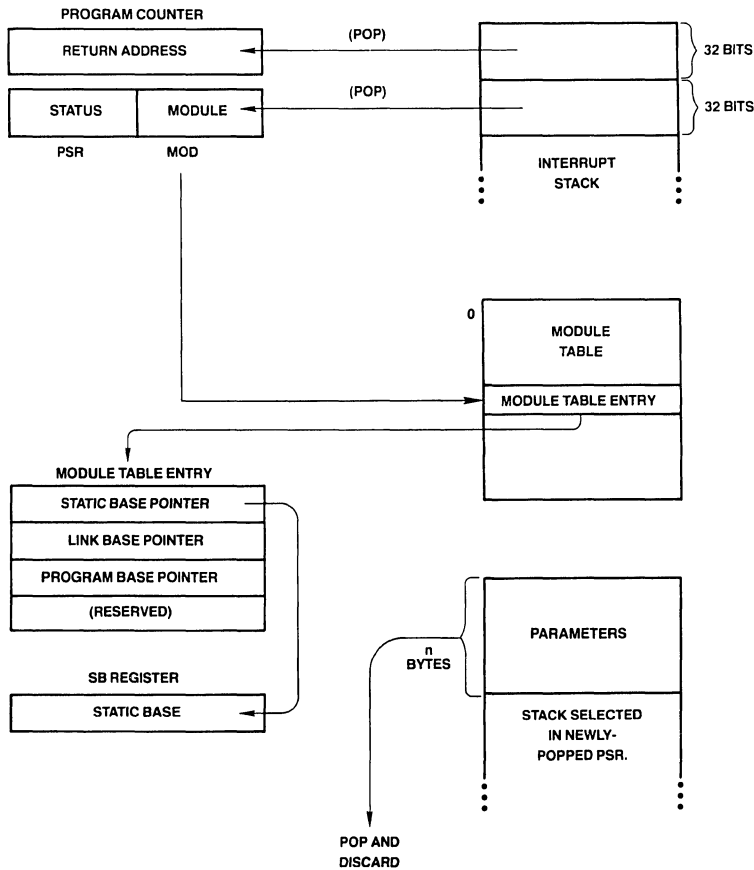 PROGRAM COUNTER
RETURN ADDRESS
(POP)
32 BITS
STATUS
MODULE
(POP)
32 BITS
PSR
MOD
INTERRUPT
STACK
0
MODULE
TABLE
MODULE TABLE ENTRY
MODULE TABLE ENTRY
STATIC BASE POINTER
LINK BASE POINTER
PROGRAM BASE POINTER
(RESERVED)
SB REGISTER
STATIC BASE
n
BYTES
PARAMETERS
STACK SELECTED
IN NEWLY-
POPPED PSR.
POP AND
DISCARD